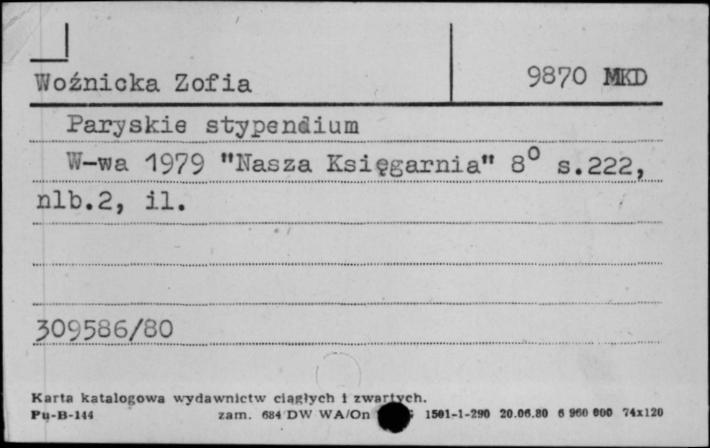 Woźnicka Zofia 9870 MKD
Paryskie stypendium
W-wa 1979 "Nasza Księgarnia" 8° s.222,
nlb.2, il.
309586/80
Karta katalogowa wydawnictw ciągłych i zwartych.
Pu-B-144 zam. 684 DW WA/On 1501-1-290 20.06.80 6 960 000 74x120